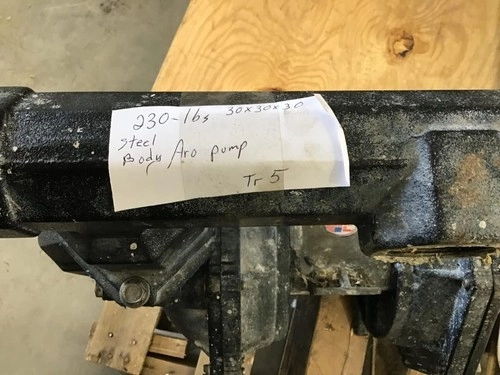 230-lbs 30x30x30
Steel
Body Aro pump
Tr 5